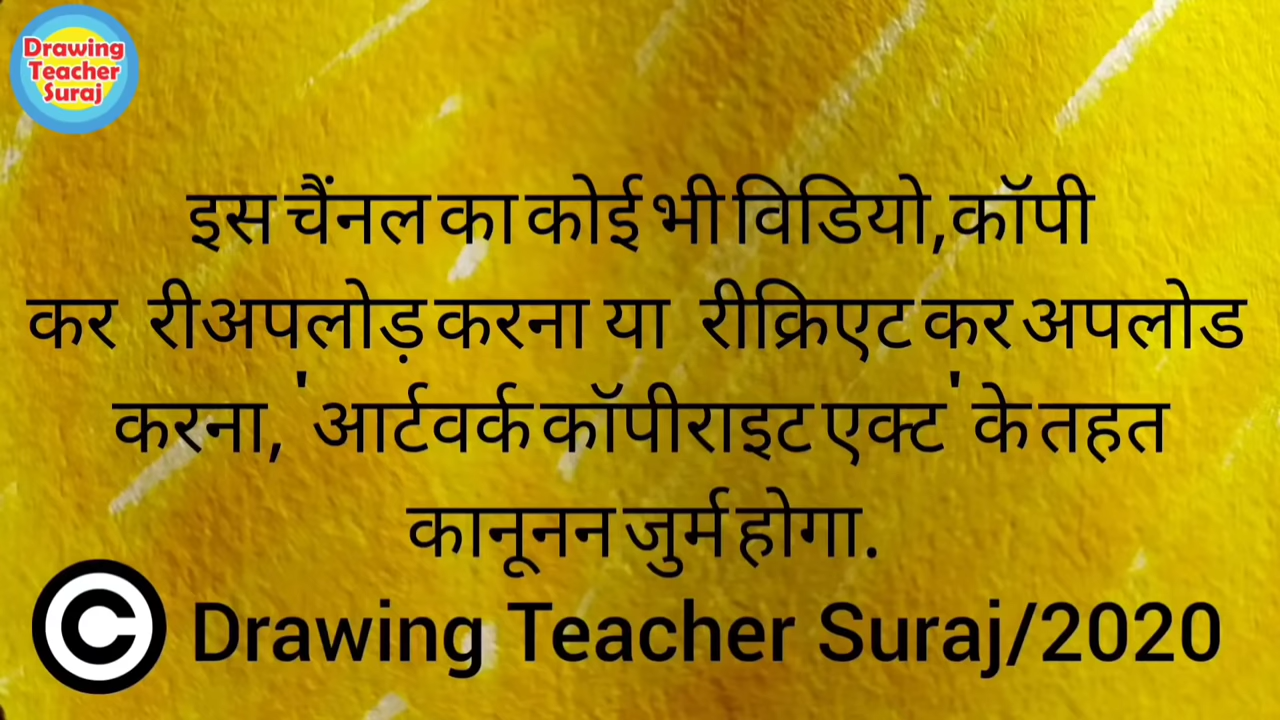 Drawing
Teacher
Suraj
इस चैंनल का कोई भी विडियो,कॉपी
कर रीअपलोड़ करना या रीक्रिएट कर अपलोड
करना, 'आर्टवर्क कॉपीराइट एक्ट' के तहत
कानूनन जुर्म होगा.
© Drawing Teacher Suraj/2020